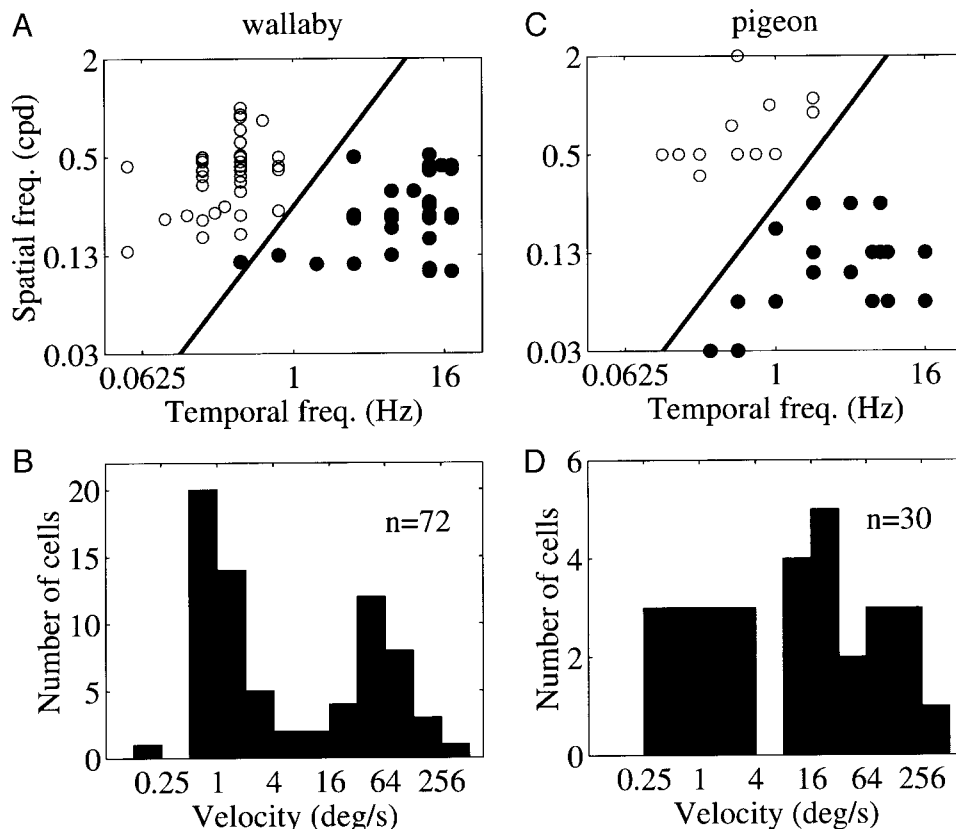 A
wallaby
2
0.5
0.13
0.03
Spatial freq. (cpd)
0.0625
1
16
Temporal freq. (Hz)
C
pigeon
2
0.5
0.13
0.03
0.0625
1
16
Temporal freq. (Hz)
B
n=72
20
15
10
5
0
Number of cells
0.25
1
4
16
64
256
Velocity (deg/s)
D
n=30
6
4
2
0
Number of cells
0.25
1
4
16
64
256
Velocity (deg/s)